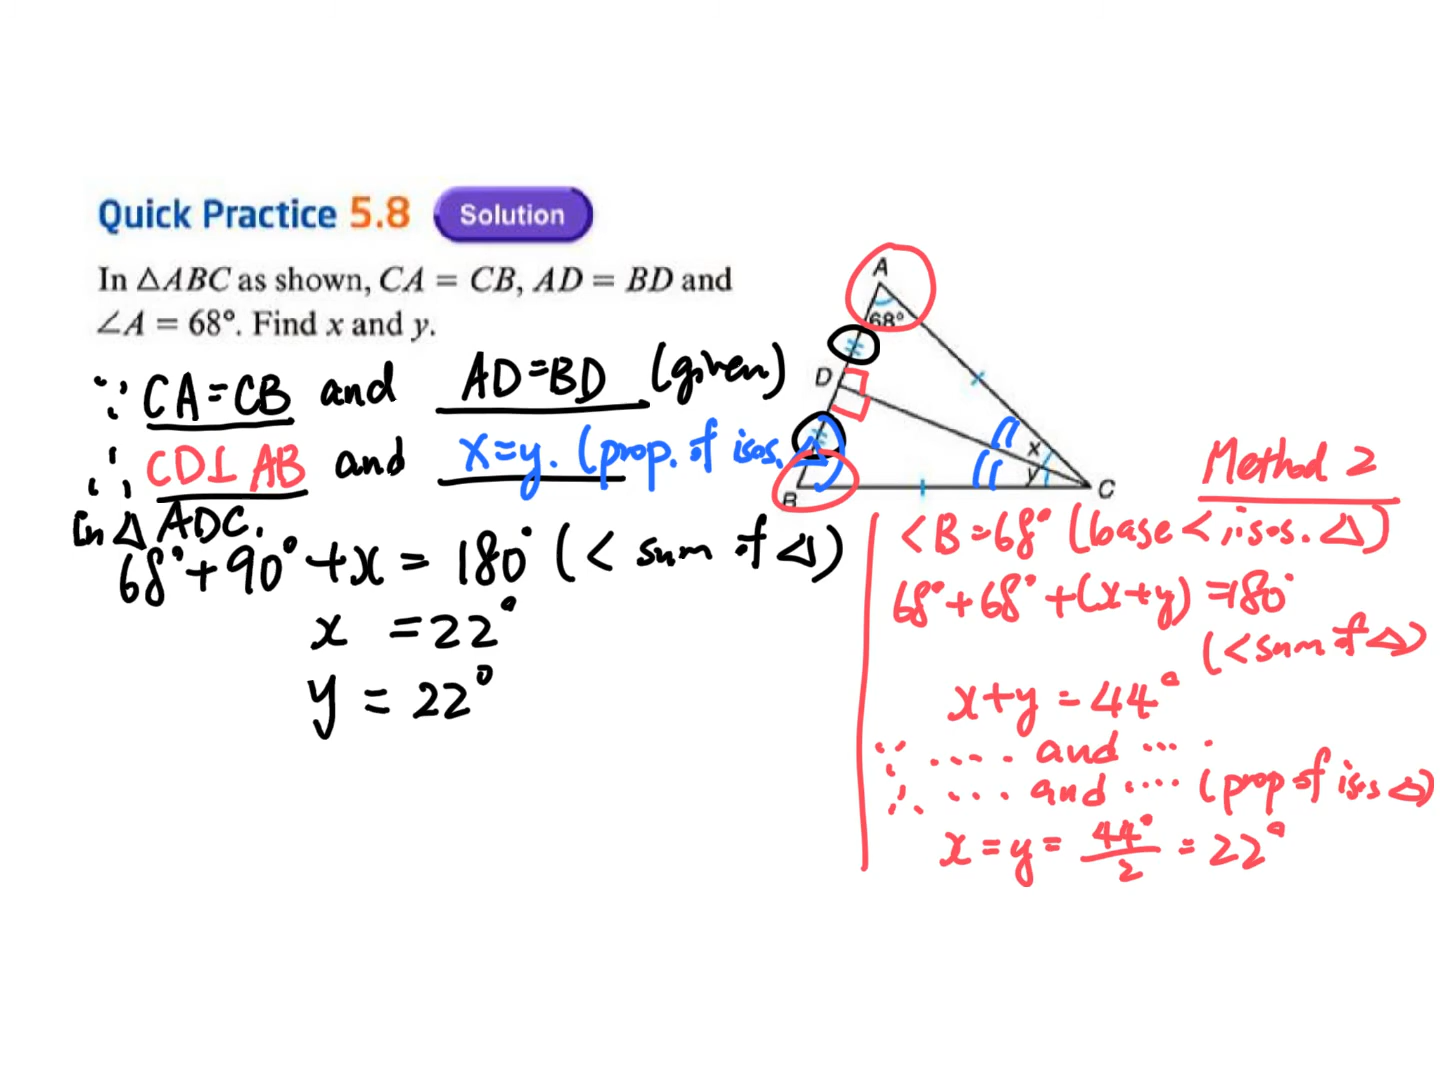 Quick Practice 5.8 Solution
In △ABC as shown, CA = CB, AD = BD and
∠A = 68°. Find x and y.
∵ CA=CB and AD=BD (given)
∴ CD⊥AB and x=y. (prop. of isos. △)
In △ ADC.
68°+90°+x = 180° (< sum of △)
x = 22°
y = 22°
A
68°
D
B
x
y
C
Method 2
<B=68° (base <, isos. △)
68°+68°+(x+y) =180°
(< sum of △)
x+y = 44°
∵ ..... and ....
∴ .... and .... (prop of isos △)
x = y = 44°/2 = 22°